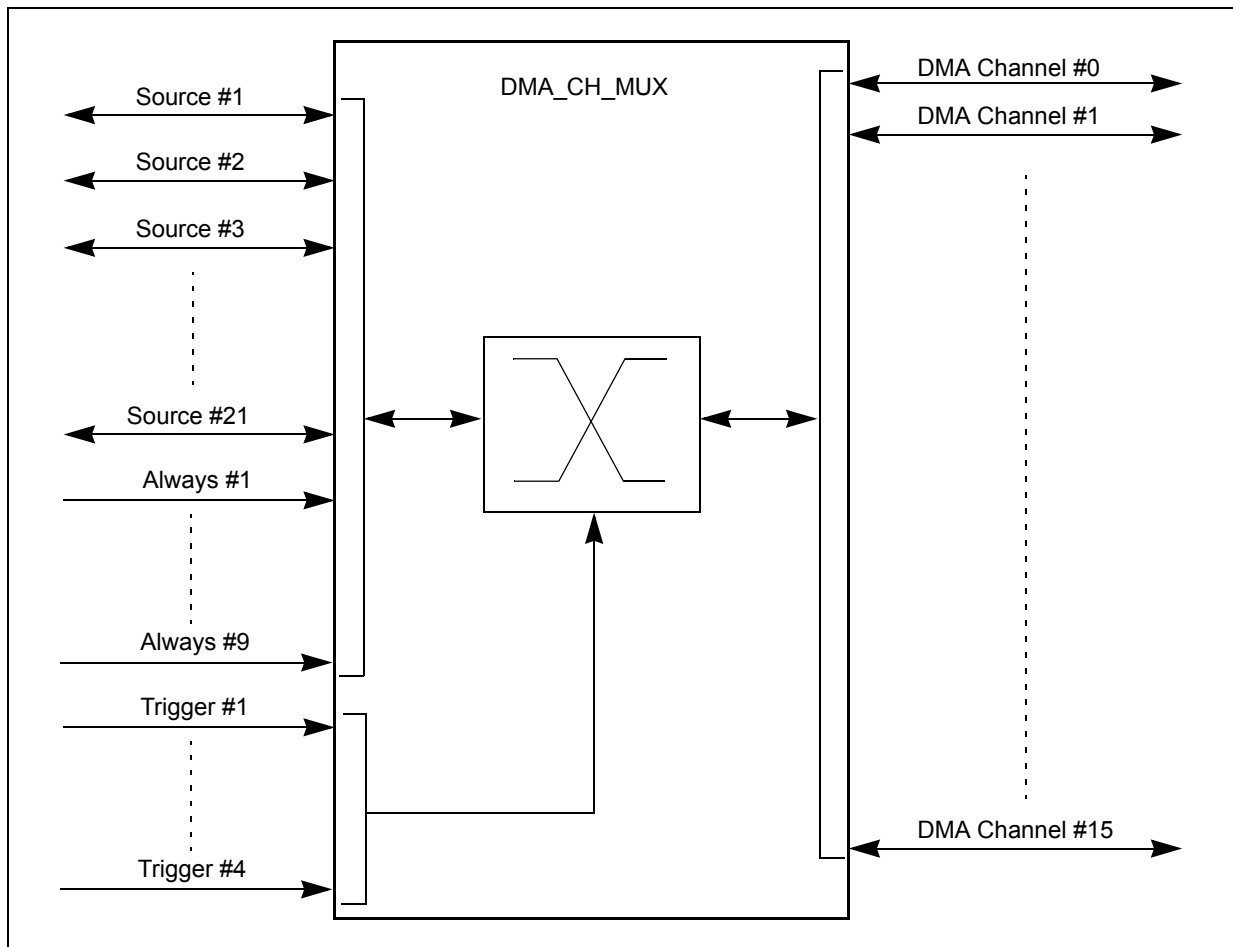 DMA_CH_MUX
Source #1
Source #2
Source #3
Source #21
Always #1
Always #9
Trigger #1
Trigger #4
DMA Channel #0
DMA Channel #1
DMA Channel #15